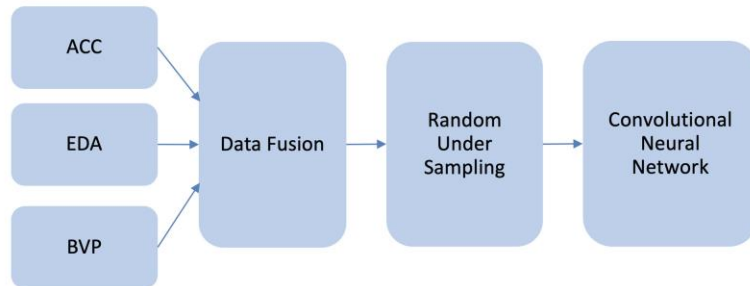 ACC
EDA
BVP
Data Fusion
Random
Under
Sampling
Convolutional
Neural
Network